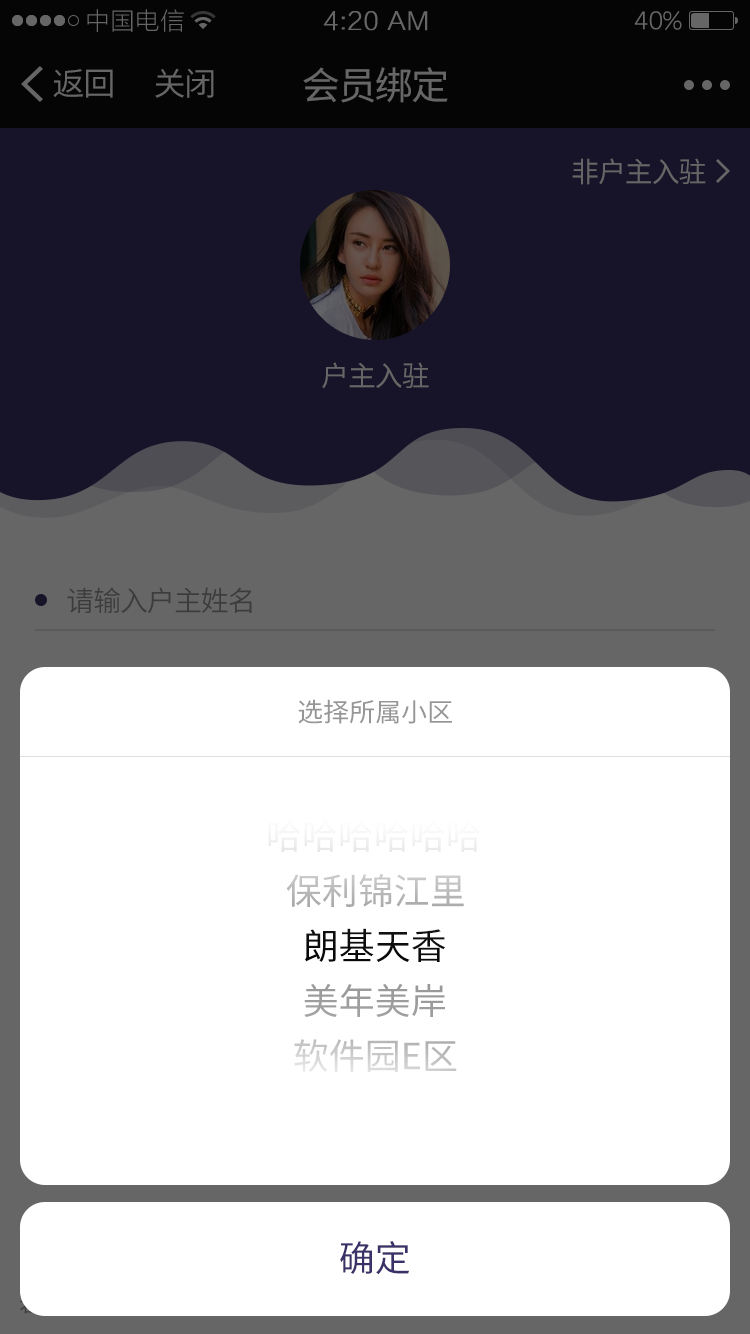 中国电信 4:20 AM 40%
返回 关闭 会员绑定
非户主入驻
户主入驻
请输入户主姓名
选择所属小区
哈哈哈哈哈哈
保利锦江里
朗基天香
美年美岸
软件园E区
确定